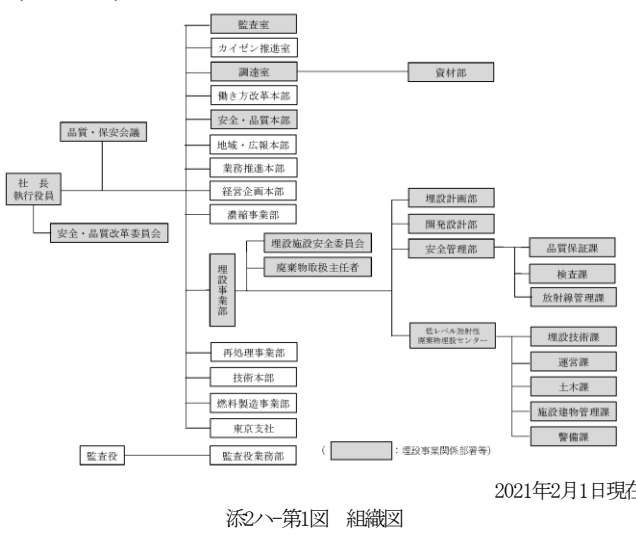 監査室
カイゼン推進室
調達室
資材部
働き方改革本部
安全・品質本部
品質・保安会議
地域・広報本部
業務推進本部
社　長
執行役員
経営企画本部
濃縮事業部
安全・品質改革委員会
埋設事業部
埋設施設安全委員会
廃棄物取扱主任者
埋設計画部
開発設計部
安全管理部
品質保証課
検査課
放射線管理課
低レベル放射性
廃棄物埋設センター
埋設技術課
運営課
土木課
施設建物管理課
警備課
再処理事業部
技術本部
燃料製造事業部
東京支社
監査役
監査役業務部
(　　　：埋設事業関係部署等)
2021年2月1日現在
添2ハ-第1図　組織図